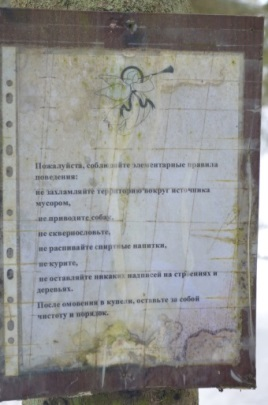 Пожалуйста, соблюдайте элементарные правила
поведения:
не захламляйте территорию вокруг источника
мусором,
не приводите собак,
не сквернословьте,
не распивайте спиртные напитки,
не курите,
не оставляйте никаких надписей на строениях и
деревьях.
После омовения в купели, оставьте за собой
чистоту и порядок.